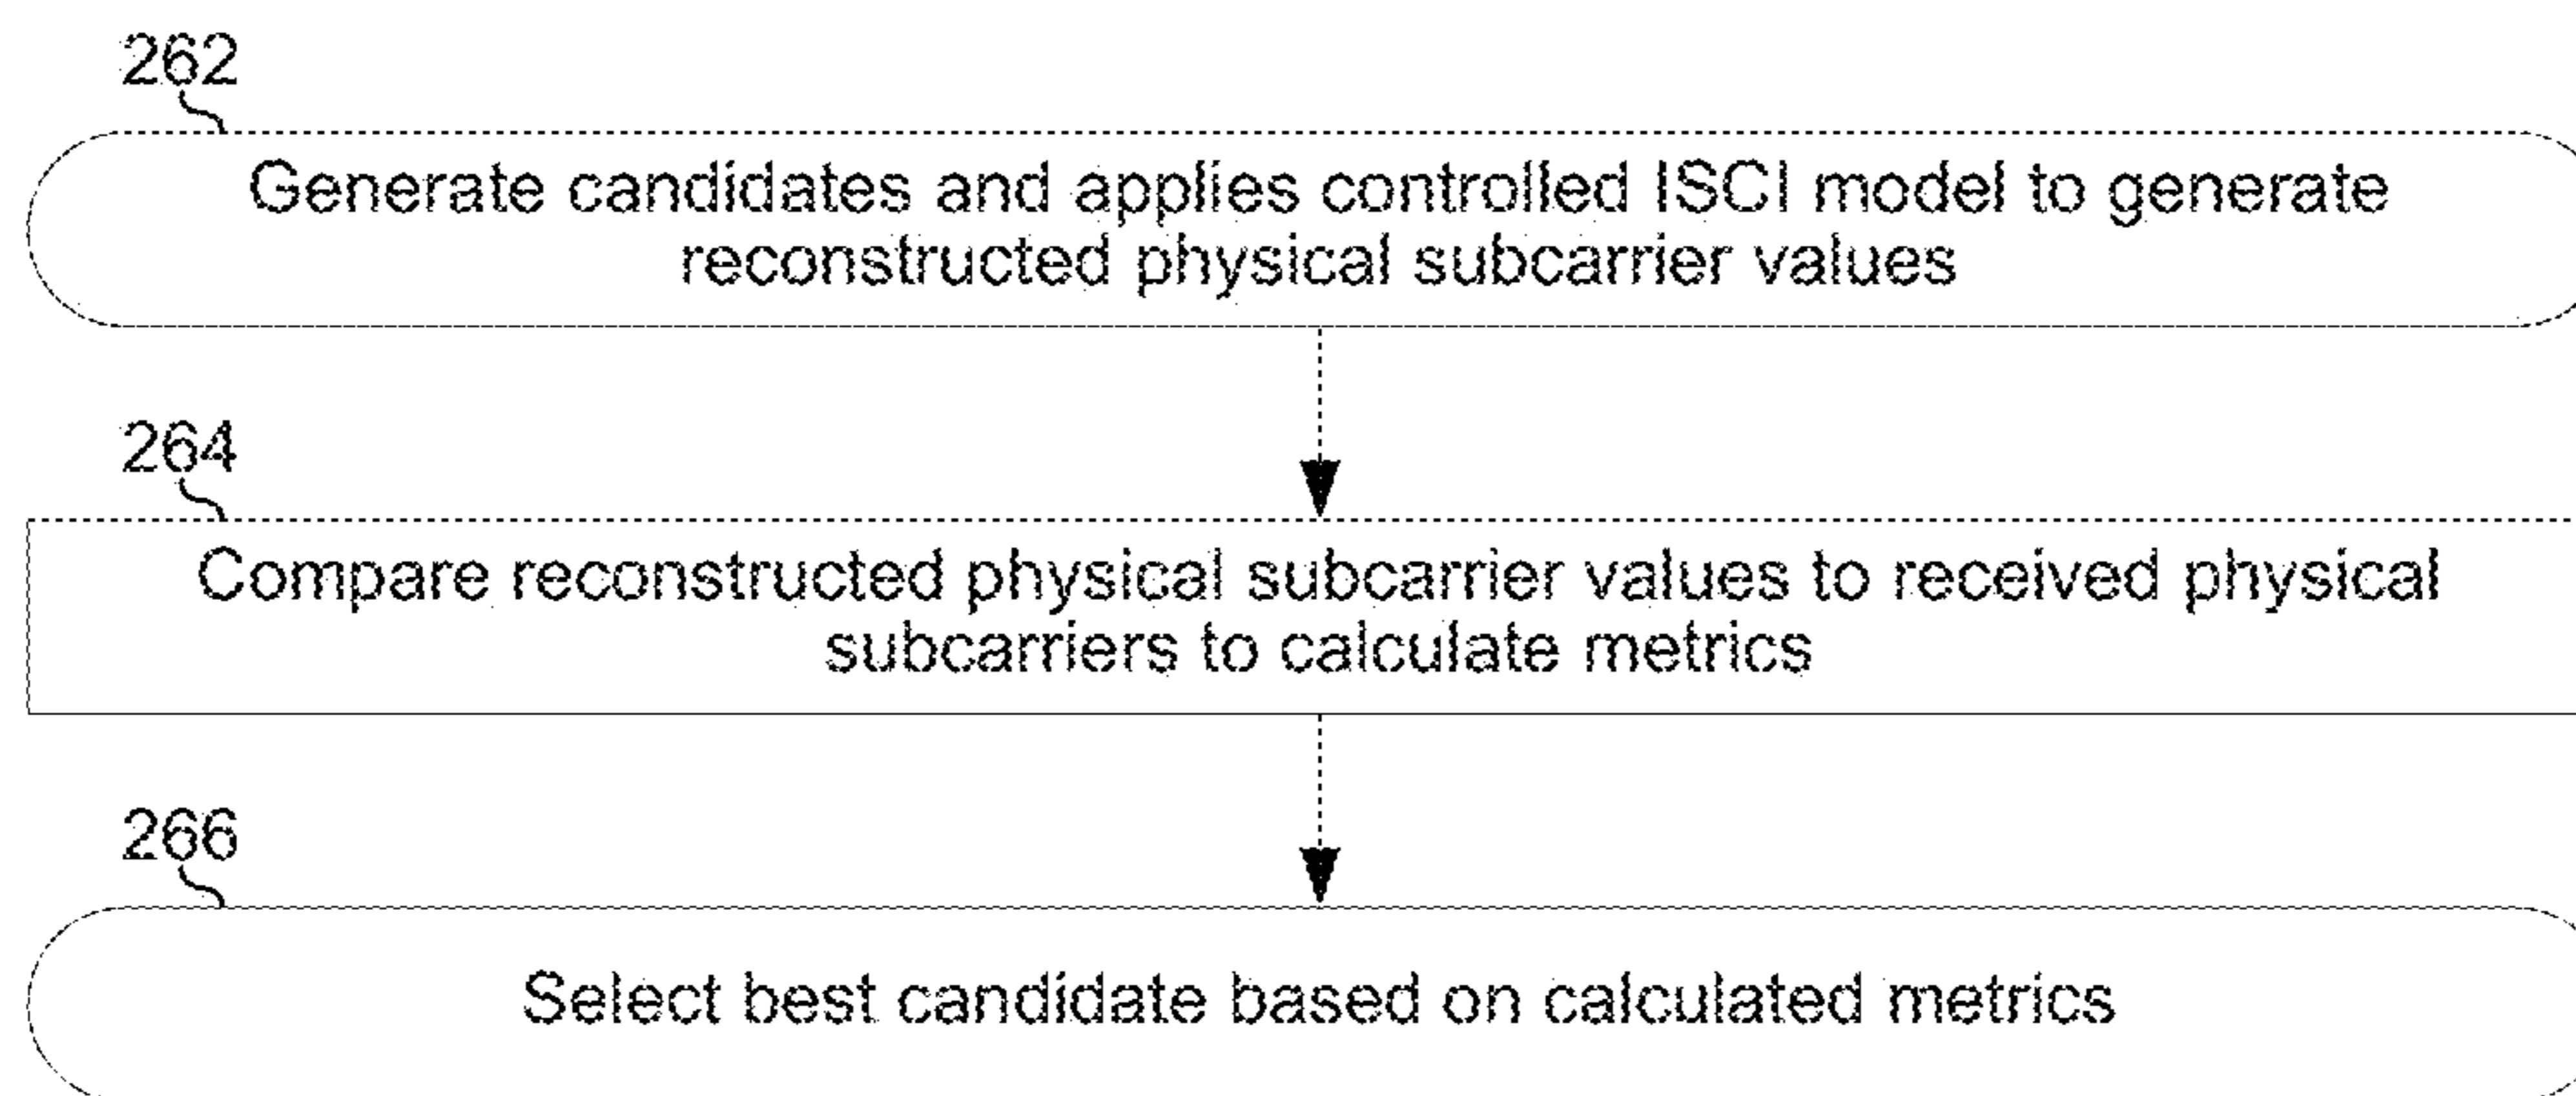 262
Generate candidates and applies controlled ISCI model to generate
reconstructed physical subcarrier values
264
Compare reconstructed physical subcarrier values to received physical
subcarriers to calculate metrics
266
Select best candidate based on calculated metrics